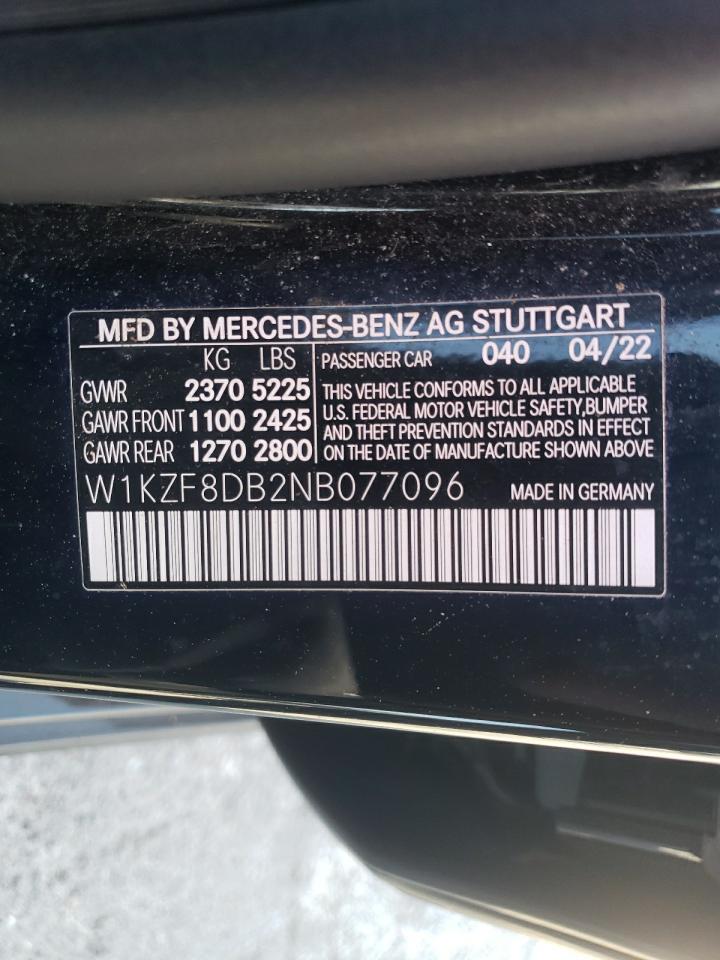 MFD BY MERCEDES-BENZ AG STUTTGART
KG LBS
GVWR 2370 5225
GAWR FRONT 1100 2425
GAWR REAR 1270 2800
PASSENGER CAR 040 04/22
THIS VEHICLE CONFORMS TO ALL APPLICABLE
U.S. FEDERAL MOTOR VEHICLE SAFETY,BUMPER
AND THEFT PREVENTION STANDARDS IN EFFECT
ON THE DATE OF MANUFACTURE SHOWN ABOVE
W1KZF8DB2NB077096 MADE IN GERMANY